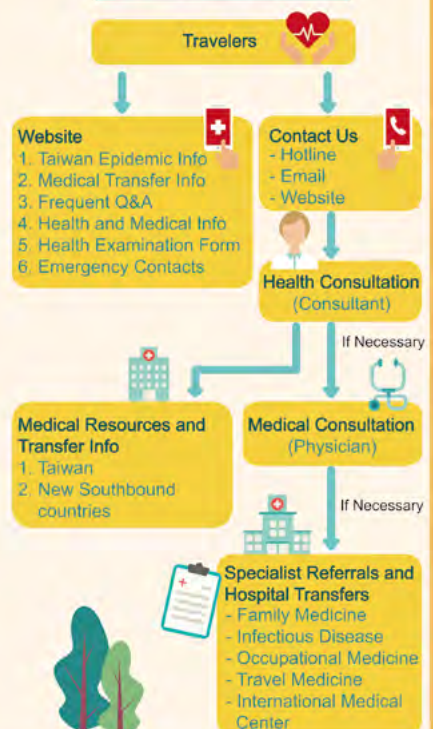 Travelers
Website
1. Taiwan Epidemic Info
2. Medical Transfer Info
3. Frequent Q&A
4. Health and Medical Info
5. Health Examination Form
6. Emergency Contacts
Contact Us
- Hotline
- Email
- Website
Health Consultation
(Consultant)
If Necessary
Medical Resources and
Transfer Info
1. Taiwan
2. New Southbound
countries
Medical Consultation
(Physician)
If Necessary
Specialist Referrals and
Hospital Transfers
- Family Medicine
- Infectious Disease
- Occupational Medicine
- Travel Medicine
- International Medical
Center